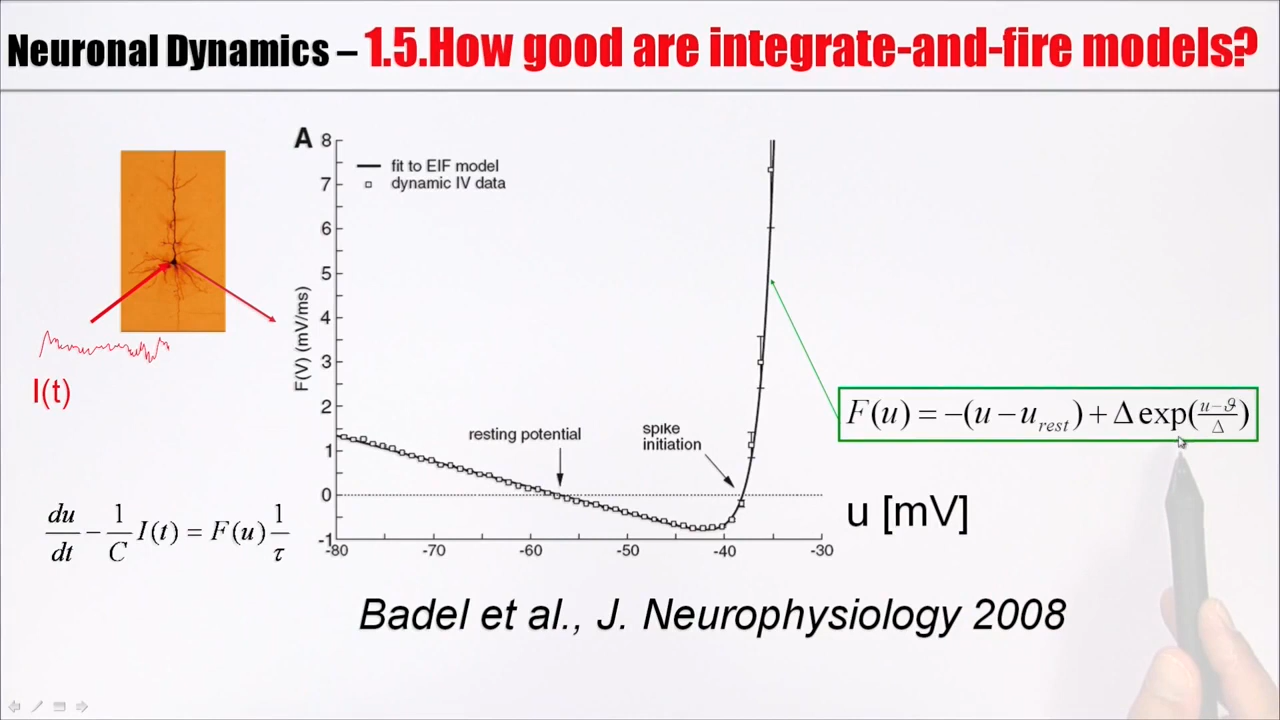 Neuronal Dynamics – 1.5.How good are integrate-and-fire models?
A
8
7
6
5
4
3
2
1
0
-1
F(V) (mV/ms)
fit to EIF model
dynamic IV data
resting potential
spike
initiation
-80 -70 -60 -50 -40 -30
I(t)
F(u) = −(u − u_rest) + Δ exp((u−ϑ)/Δ)
u [mV]
du/dt − 1/C I(t) = F(u) 1/τ
Badel et al., J. Neurophysiology 2008